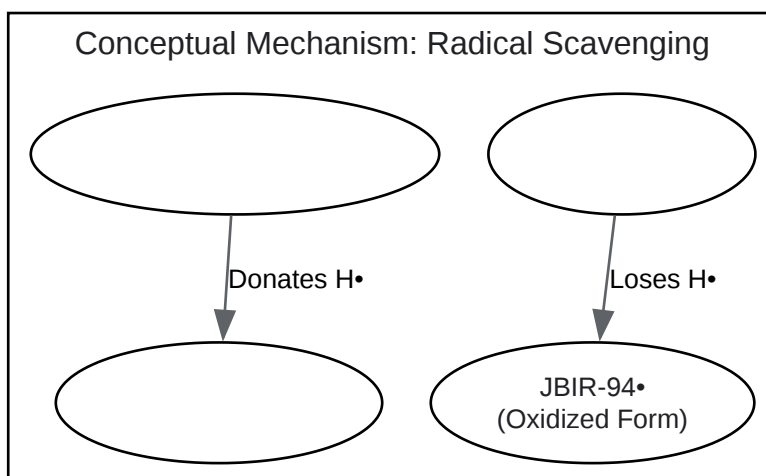 Conceptual Mechanism: Radical Scavenging
Donates H•
Loses H•
JBIR-94•
(Oxidized Form)